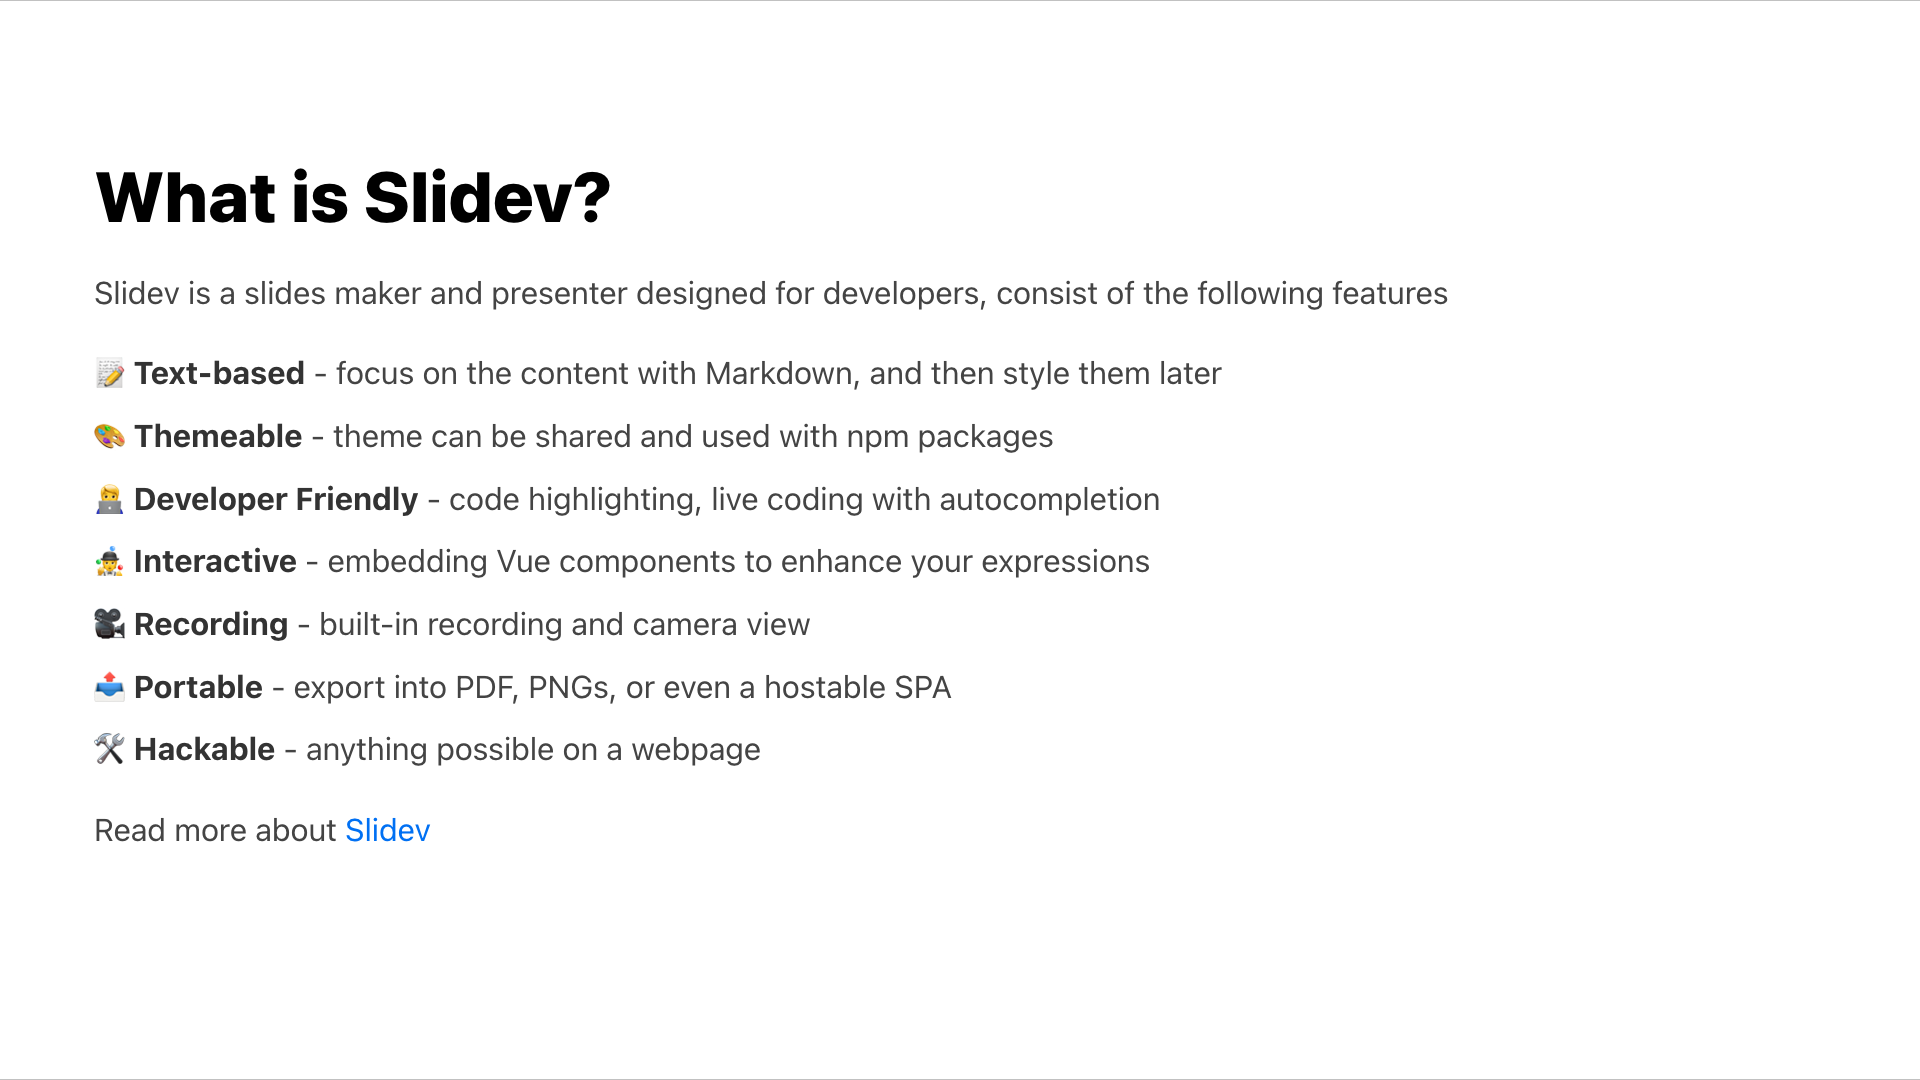 What is Slidev?
Slidev is a slides maker and presenter designed for developers, consist of the following features
📝 Text-based - focus on the content with Markdown, and then style them later
🎨 Themeable - theme can be shared and used with npm packages
🧑‍💻 Developer Friendly - code highlighting, live coding with autocompletion
🤹 Interactive - embedding Vue components to enhance your expressions
🎥 Recording - built-in recording and camera view
📤 Portable - export into PDF, PNGs, or even a hostable SPA
🛠 Hackable - anything possible on a webpage
Read more about Slidev